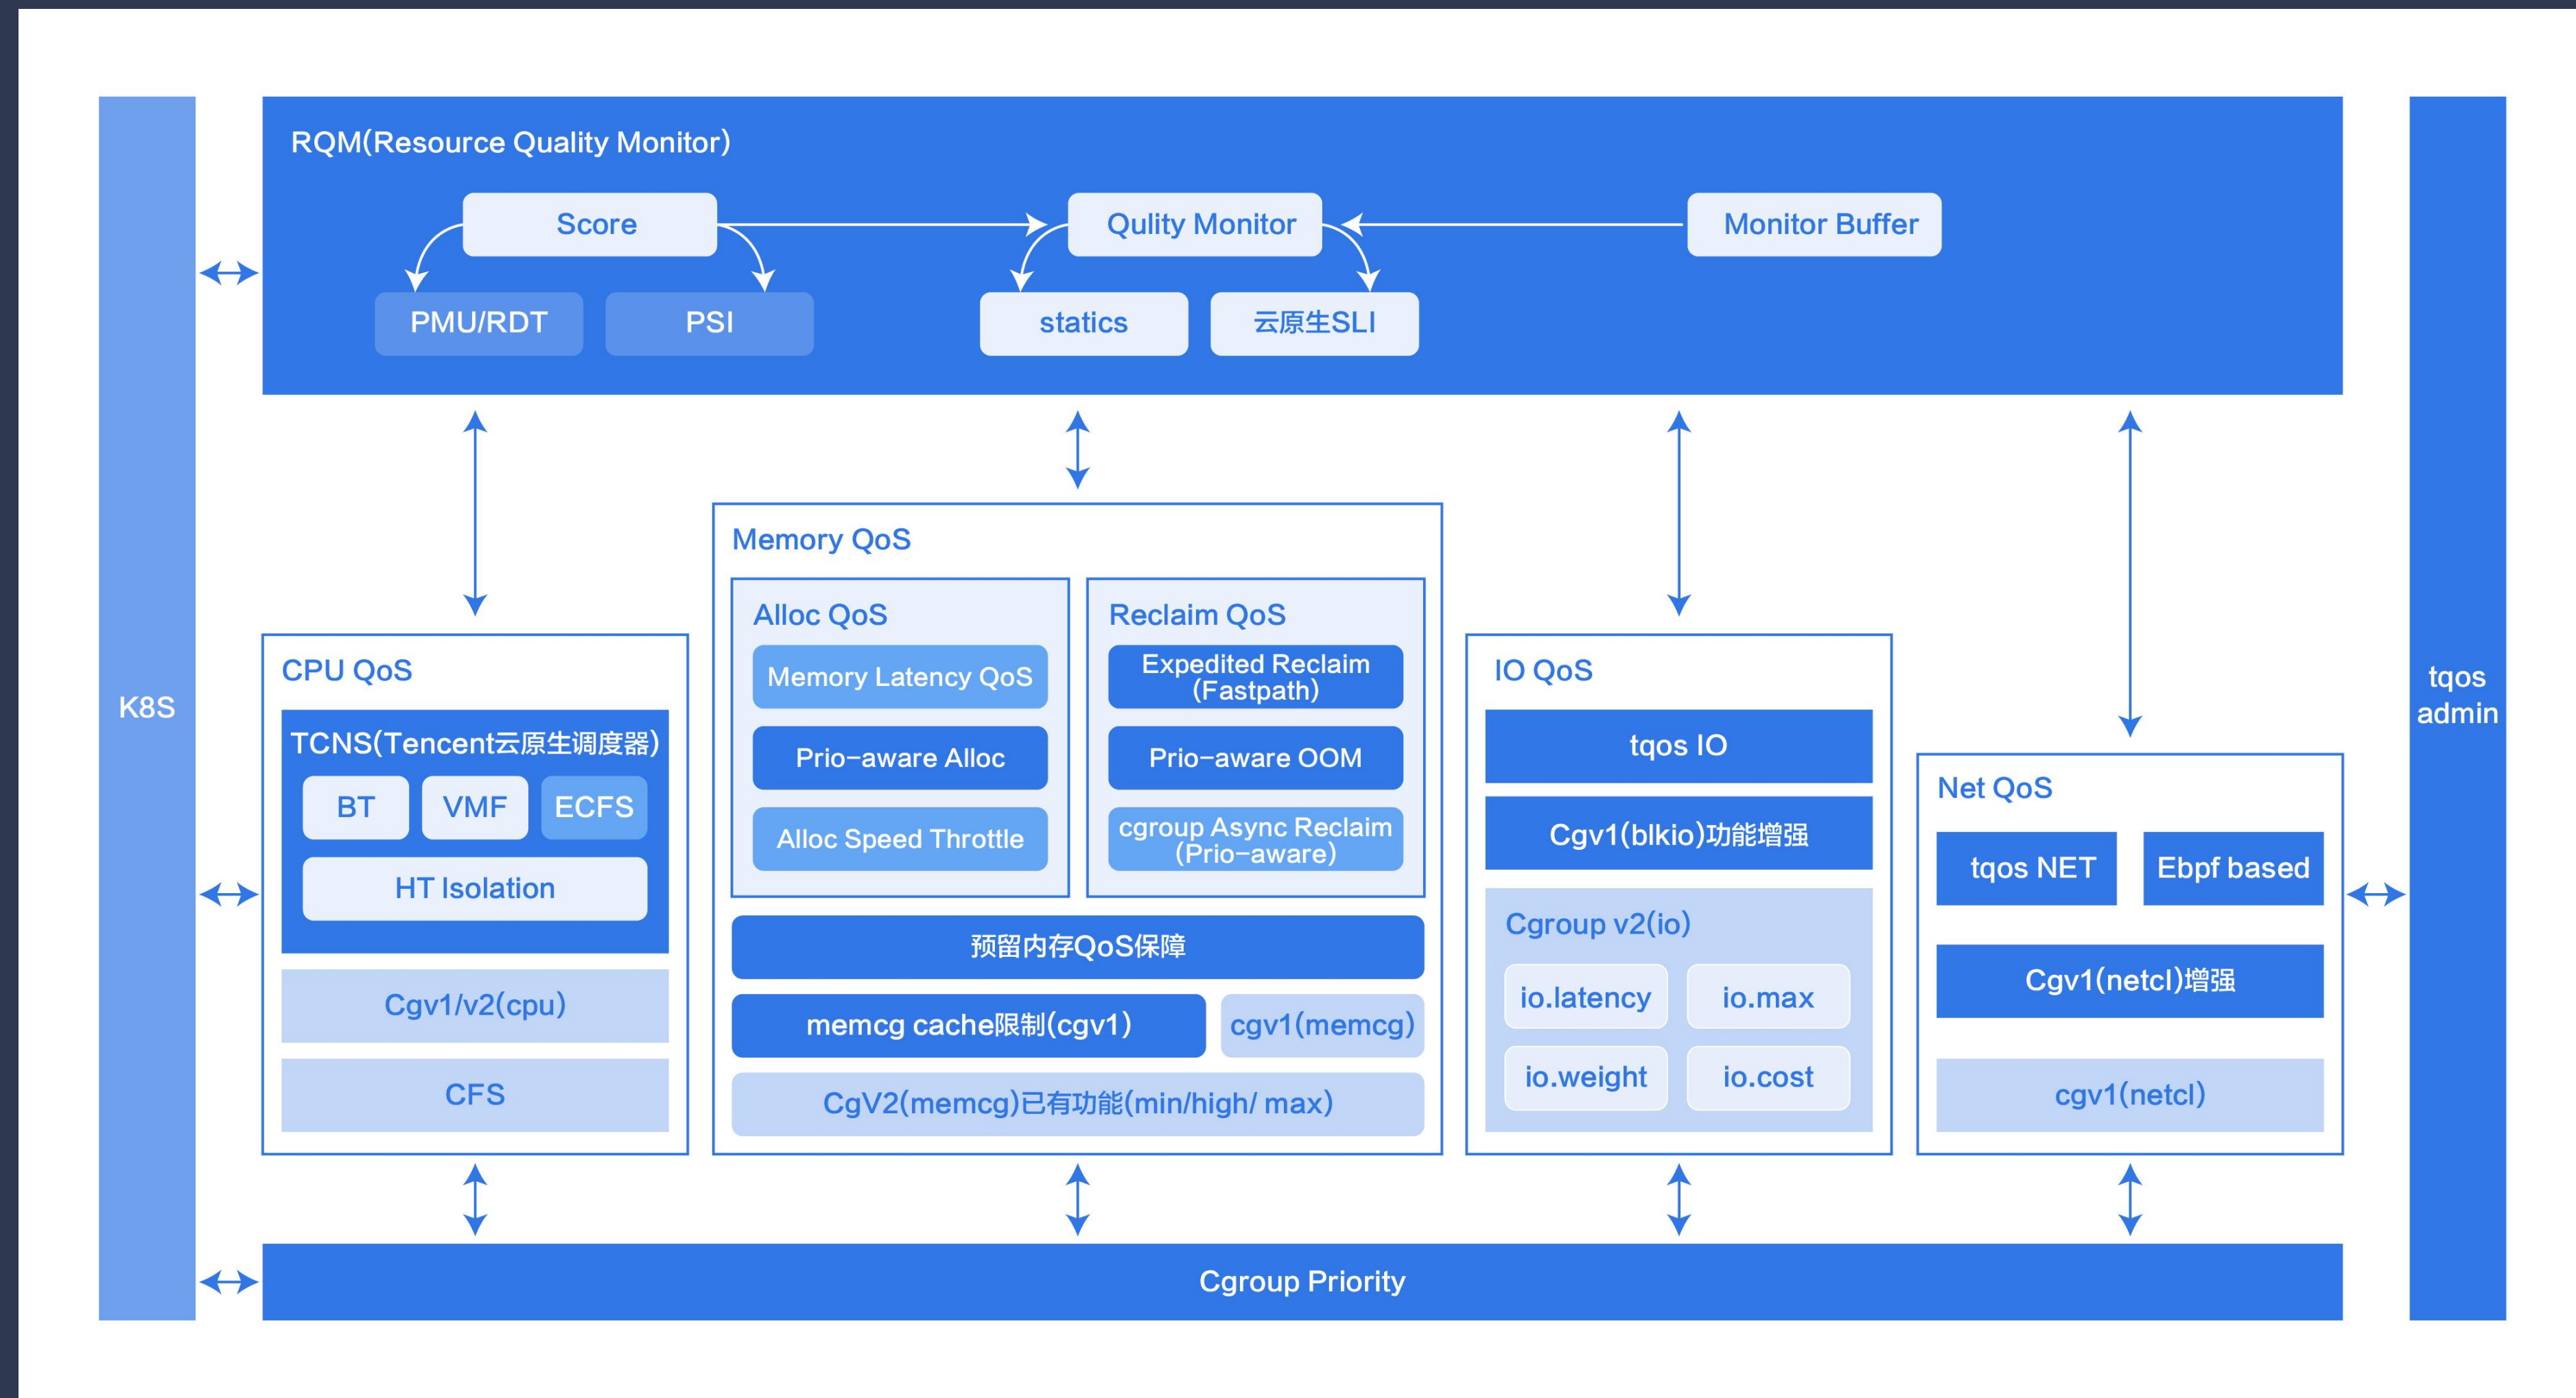 K8S
RQM(Resource Quality Monitor)
Score
Qulity Monitor
Monitor Buffer
PMU/RDT
PSI
statics
云原生SLI
CPU QoS
TCNS(Tencent云原生调度器)
BT
VMF
ECFS
HT Isolation
Cgv1/v2(cpu)
CFS
Memory QoS
Alloc QoS
Memory Latency QoS
Prio-aware Alloc
Alloc Speed Throttle
Reclaim QoS
Expedited Reclaim
(Fastpath)
Prio-aware OOM
cgroup Async Reclaim
(Prio-aware)
预留内存QoS保障
memcg cache限制(cgv1)
cgv1(memcg)
CgV2(memcg)已有功能(min/high/ max)
IO QoS
tqos IO
Cgv1(blkio)功能增强
Cgroup v2(io)
io.latency
io.max
io.weight
io.cost
Net QoS
tqos NET
Ebpf based
Cgv1(netcl)增强
cgv1(netcl)
Cgroup Priority
tqos
admin